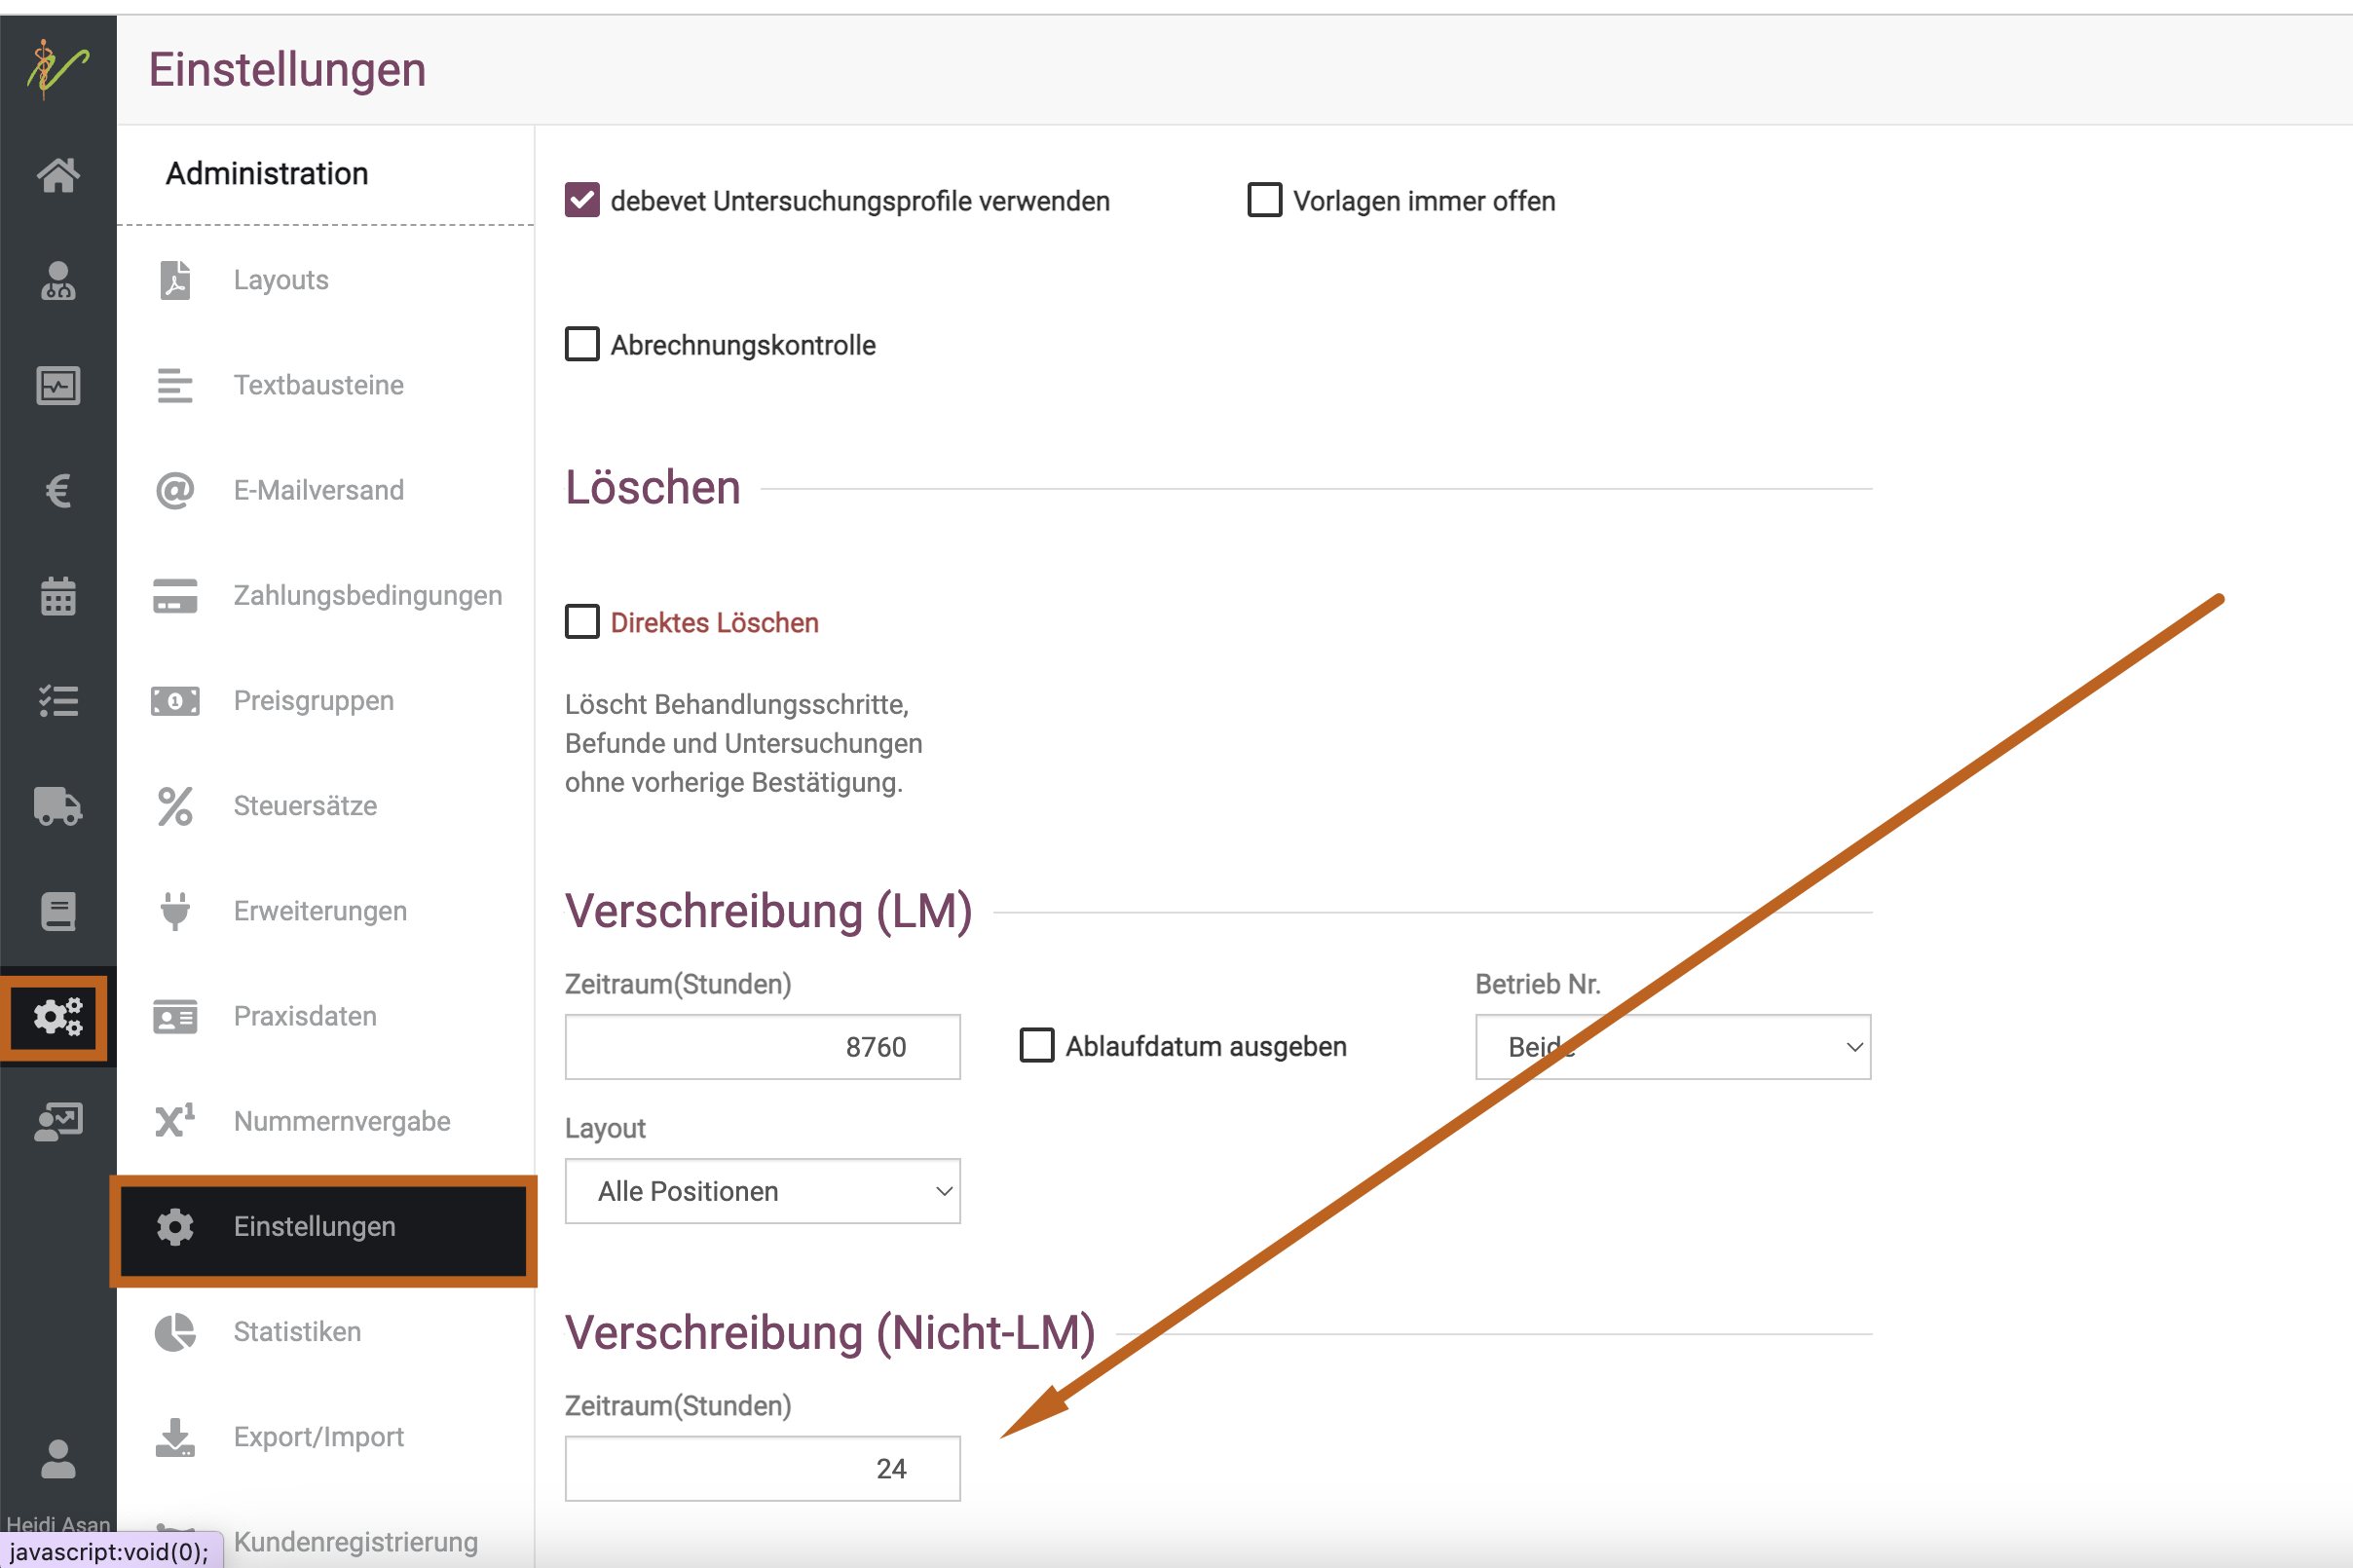 Einstellungen
Administration
Layouts
Textbausteine
E-Mailversand
Zahlungsbedingungen
Preisgruppen
Steuersätze
Erweiterungen
Praxisdaten
Nummernvergabe
Einstellungen
Statistiken
Export/Import
Kundenregistrierung
Heidi Asan
javascript:void(0);
debevet Untersuchungsprofile verwenden
Vorlagen immer offen
Abrechnungskontrolle
Löschen
Direktes Löschen
Löscht Behandlungsschritte,
Befunde und Untersuchungen
ohne vorherige Bestätigung.
Verschreibung (LM)
Zeitraum(Stunden)
8760
Ablaufdatum ausgeben
Betrieb Nr.
Beide
Layout
Alle Positionen
Verschreibung (Nicht-LM)
Zeitraum(Stunden)
24